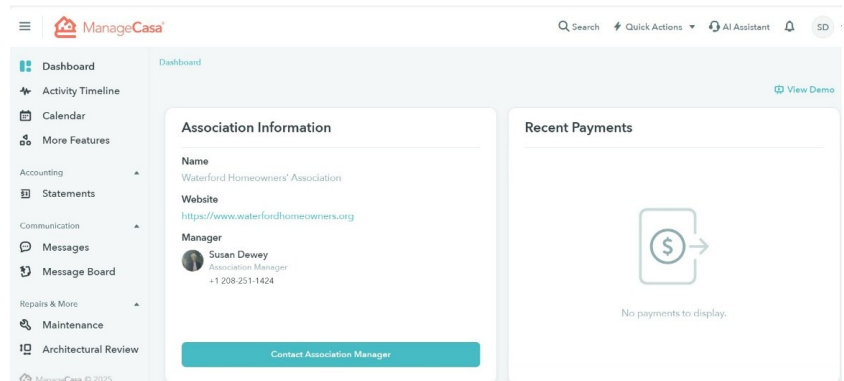 ManageCasa
Search Quick Actions AI Assistant SD
Dashboard
Activity Timeline
Calendar
More Features
Accounting
Statements
Communication
Messages
Message Board
Repairs & More
Maintenance
Architectural Review
ManageCasa © 2025
Dashboard
View Demo
Association Information
Name
Waterford Homeowners' Association
Website
https://www.waterfordhomeowners.org
Manager
Susan Dewey
Association Manager
+1 208-251-1424
Contact Association Manager
Recent Payments
$
No payments to display.